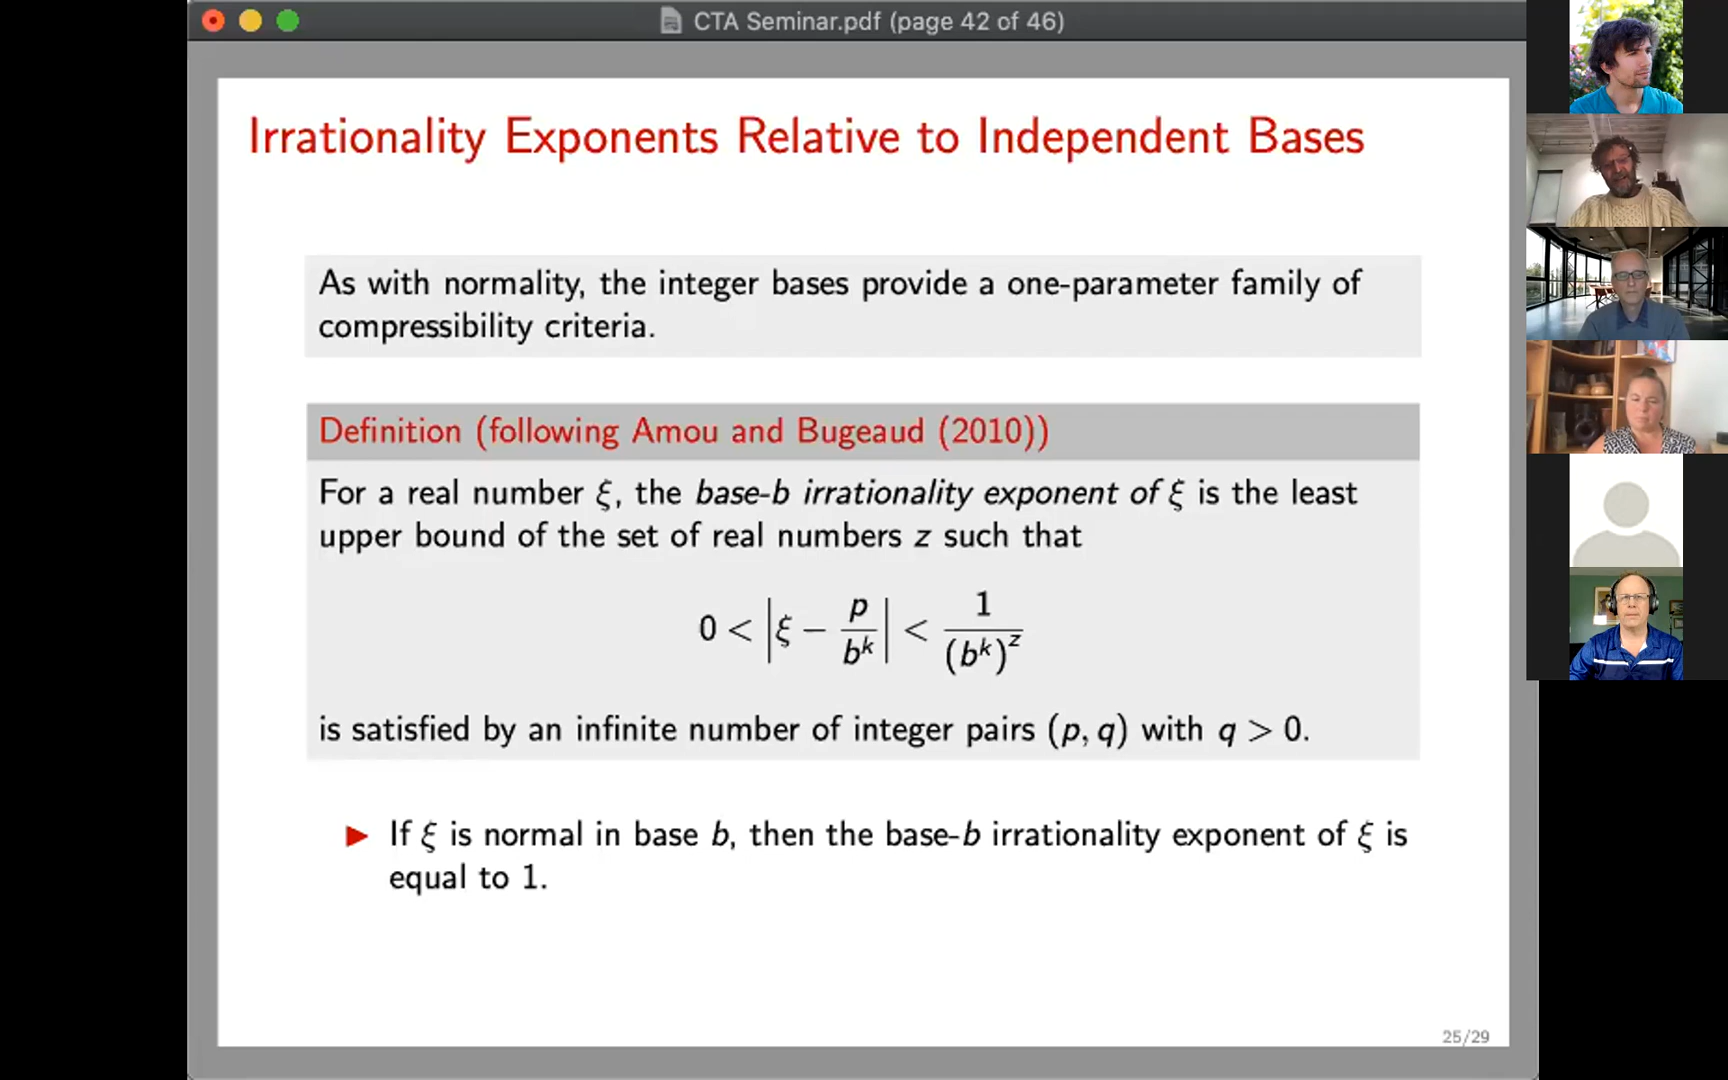 CTA Seminar.pdf (page 42 of 46)
Irrationality Exponents Relative to Independent Bases
As with normality, the integer bases provide a one-parameter family of
compressibility criteria.
Definition (following Amou and Bugeaud (2010))
For a real number ξ, the base-b irrationality exponent of ξ is the least
upper bound of the set of real numbers z such that
0 < |ξ − p/b^k| < 1/(b^k)^z
is satisfied by an infinite number of integer pairs (p, q) with q > 0.
▶ If ξ is normal in base b, then the base-b irrationality exponent of ξ is
equal to 1.
25/29